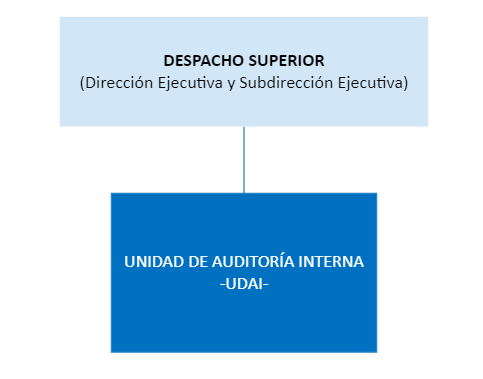 DESPACHO SUPERIOR
(Dirección Ejecutiva y Subdirección Ejecutiva)
UNIDAD DE AUDITORÍA INTERNA
-UDAI-